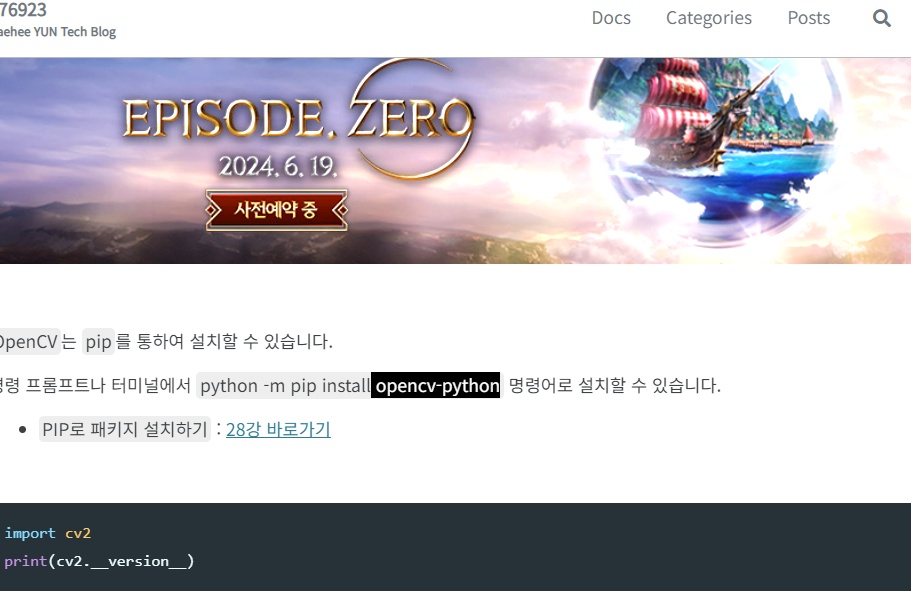 76923
aehee YUN Tech Blog
Docs Categories Posts
EPISODE. ZERO
2024. 6. 19.
사전예약 중
OpenCV는 pip를 통하여 설치할 수 있습니다.
명령 프롬프트나 터미널에서 python -m pip install opencv-python 명령어로 설치할 수 있습니다.
PIP로 패키지 설치하기 : 28강 바로가기
import cv2
print(cv2.__version__)